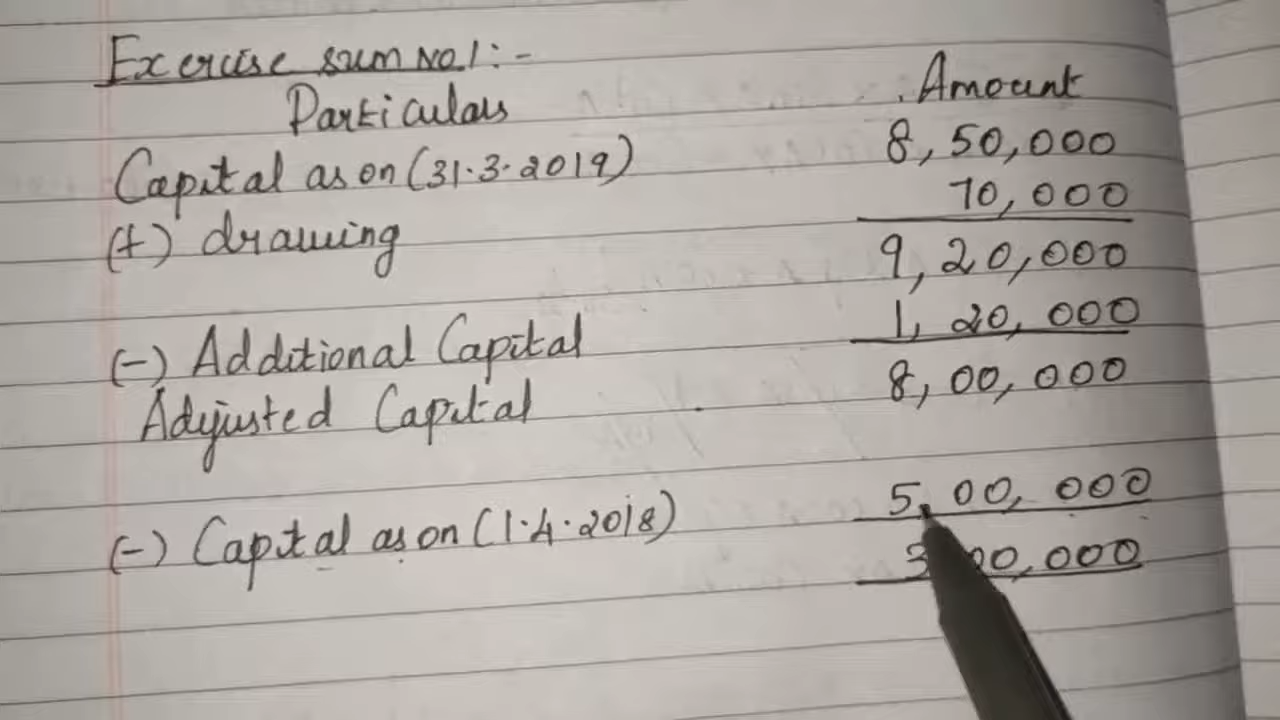 Exercise sum No 1:-
Particulars Amount
Capital as on (31.3.2019) 8,50,000
(+) drawing 70,000
9,20,000
(-) Additional Capital 1,20,000
Adjusted Capital 8,00,000
(-) Capital as on (1.4.2018) 5,00,000